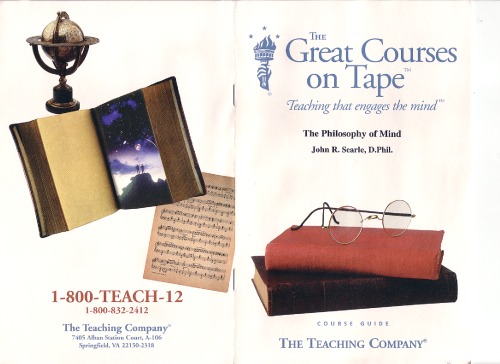 1-800-TEACH-12
1-800-832-2412
The Teaching Company®
7405 Alban Station Court, A-106
Springfield, VA 22150-2318
THE
Great Courses
on Tape™
Teaching that engages the mind™
The Philosophy of Mind
John R. Searle, D.Phil.
COURSE GUIDE
THE TEACHING COMPANY®